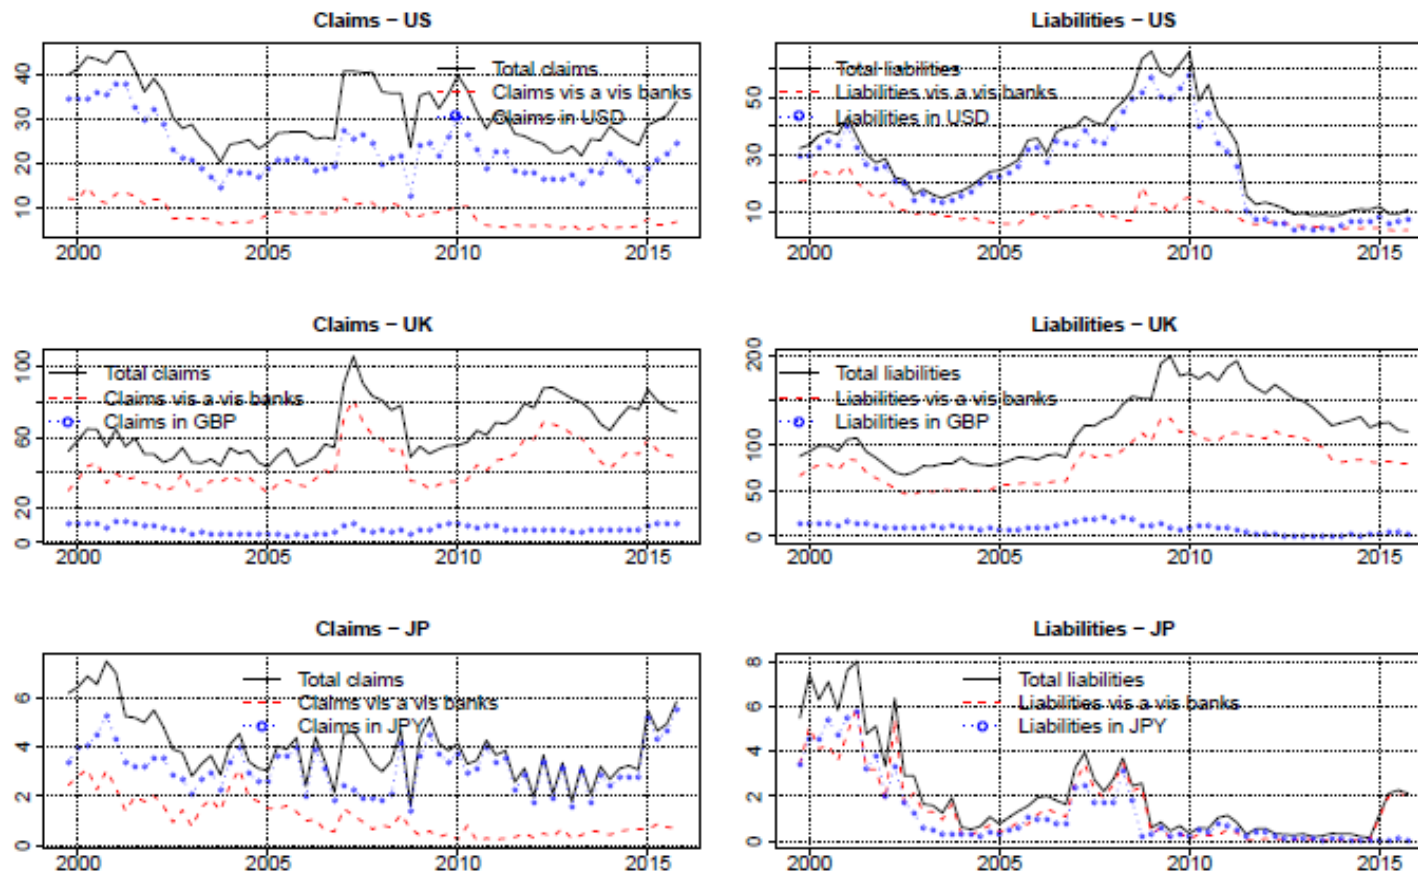 Claims − US
40
30
20
10
Total claims
Claims vis a vis banks
Claims in USD
2000 2005 2010 2015
Liabilities − US
50
30
10
Total liabilities
Liabilities vis a vis banks
Liabilities in USD
2000 2005 2010 2015
Claims − UK
100
60
20
0
Total claims
Claims vis a vis banks
Claims in GBP
2000 2005 2010 2015
Liabilities − UK
200
100
50
0
Total liabilities
Liabilities vis a vis banks
Liabilities in GBP
2000 2005 2010 2015
Claims − JP
6
4
2
0
Total claims
Claims vis a vis banks
Claims in JPY
2000 2005 2010 2015
Liabilities − JP
8
6
4
2
0
Total liabilities
Liabilities vis a vis banks
Liabilities in JPY
2000 2005 2010 2015